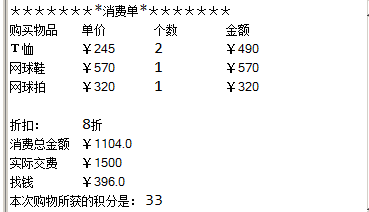 ********消费单********
购买物品 单价 个数 金额
T恤 ￥245 2 ￥490
网球鞋 ￥570 1 ￥570
网球拍 ￥320 1 ￥320
折扣： 8折
消费总金额 ￥1104.0
实际交费 ￥1500
找钱 ￥396.0
本次购物所获的积分是：33